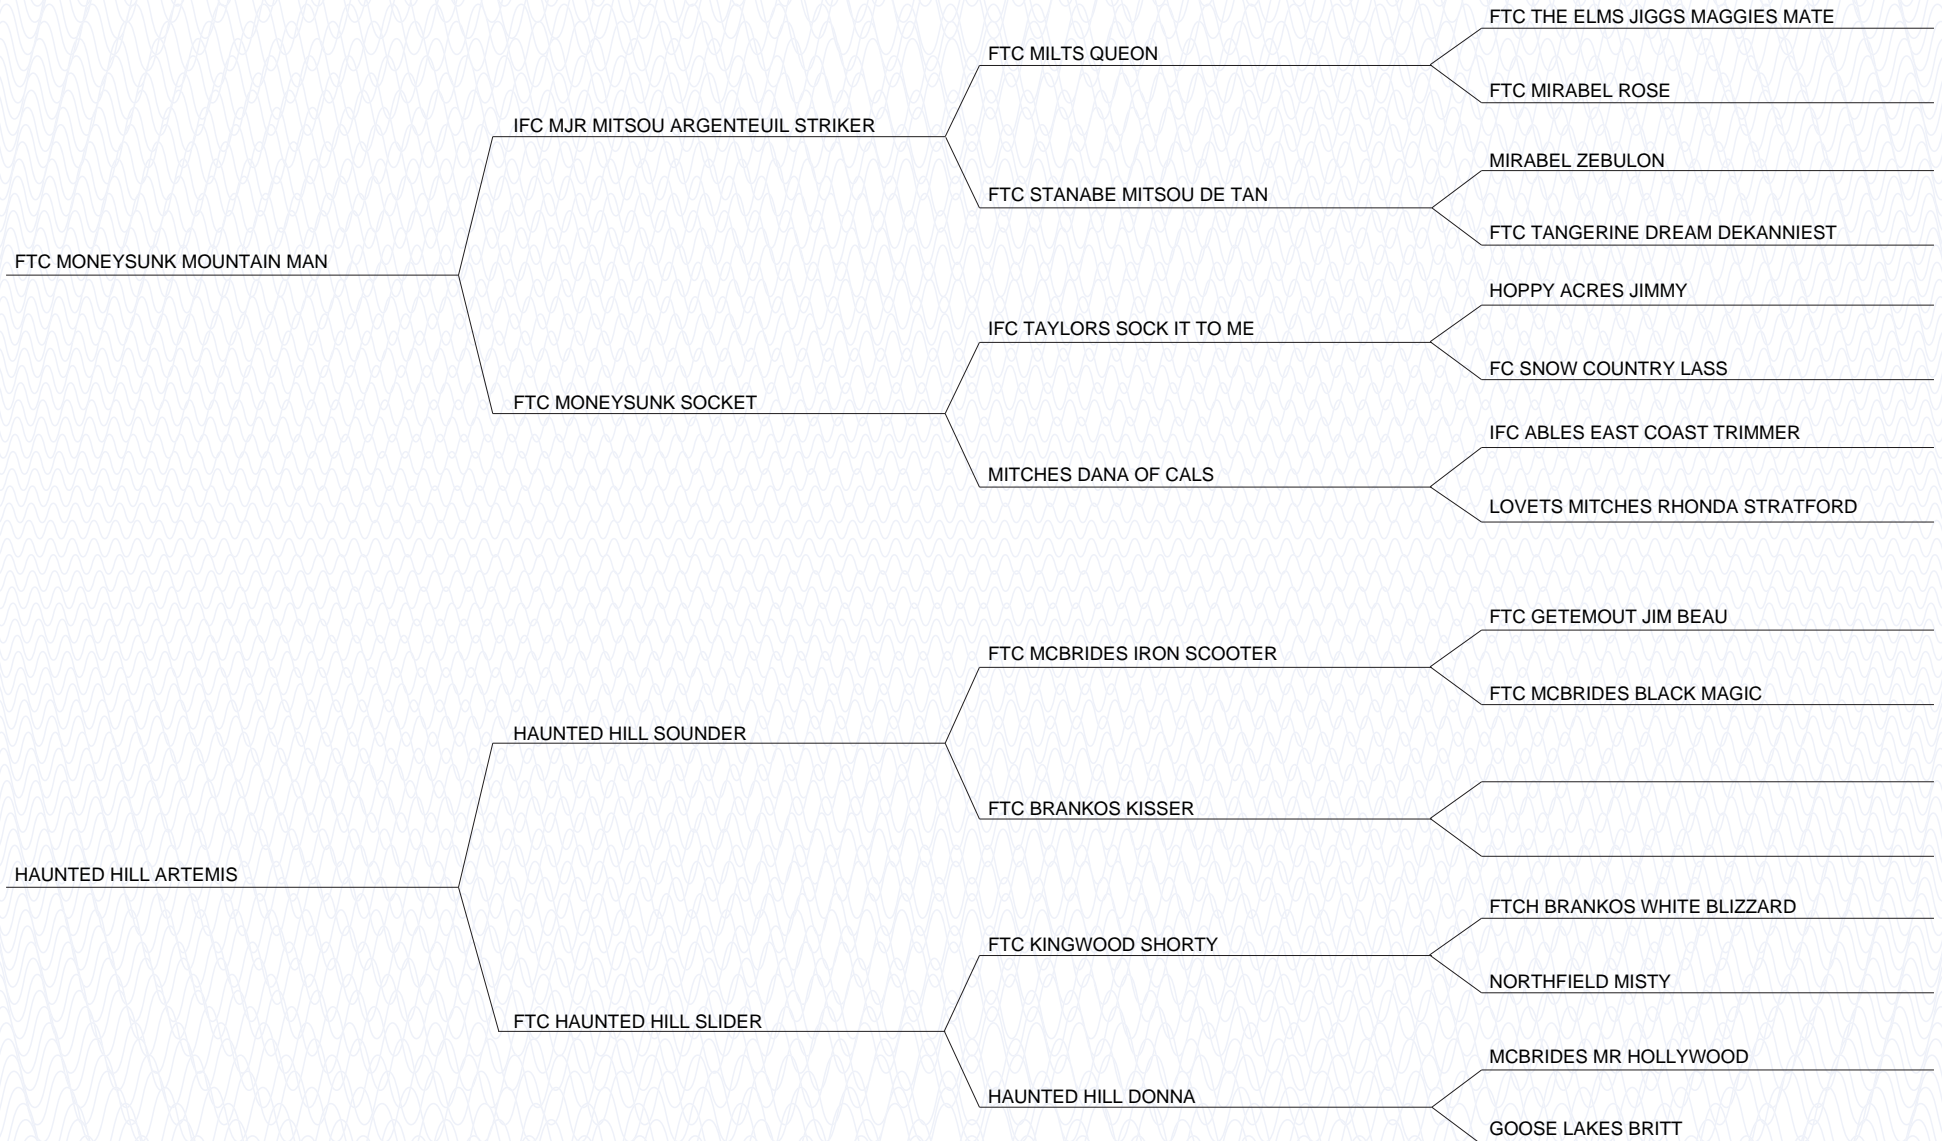 FTC THE ELMS JIGGS MAGGIES MATE
FTC MILTS QUEON
FTC MIRABEL ROSE
IFC MJR MITSOU ARGENTEUIL STRIKER
MIRABEL ZEBULON
FTC STANABE MITSOU DE TAN
FTC TANGERINE DREAM DEKANNIEST
FTC MONEYSUNK MOUNTAIN MAN
HOPPY ACRES JIMMY
IFC TAYLORS SOCK IT TO ME
FC SNOW COUNTRY LASS
FTC MONEYSUNK SOCKET
IFC ABLES EAST COAST TRIMMER
MITCHES DANA OF CALS
LOVETS MITCHES RHONDA STRATFORD
FTC GETEMOUT JIM BEAU
FTC MCBRIDES IRON SCOOTER
FTC MCBRIDES BLACK MAGIC
HAUNTED HILL SOUNDER
FTC BRANKOS KISSER
HAUNTED HILL ARTEMIS
FTCH BRANKOS WHITE BLIZZARD
FTC KINGWOOD SHORTY
NORTHFIELD MISTY
FTC HAUNTED HILL SLIDER
MCBRIDES MR HOLLYWOOD
HAUNTED HILL DONNA
GOOSE LAKES BRITT